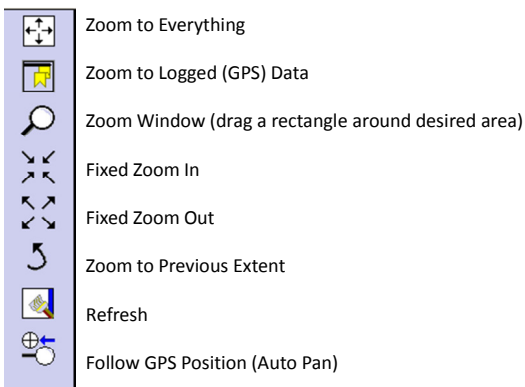 Zoom to Everything
Zoom to Logged (GPS) Data
Zoom Window (drag a rectangle around desired area)
Fixed Zoom In
Fixed Zoom Out
Zoom to Previous Extent
Refresh
Follow GPS Position (Auto Pan)